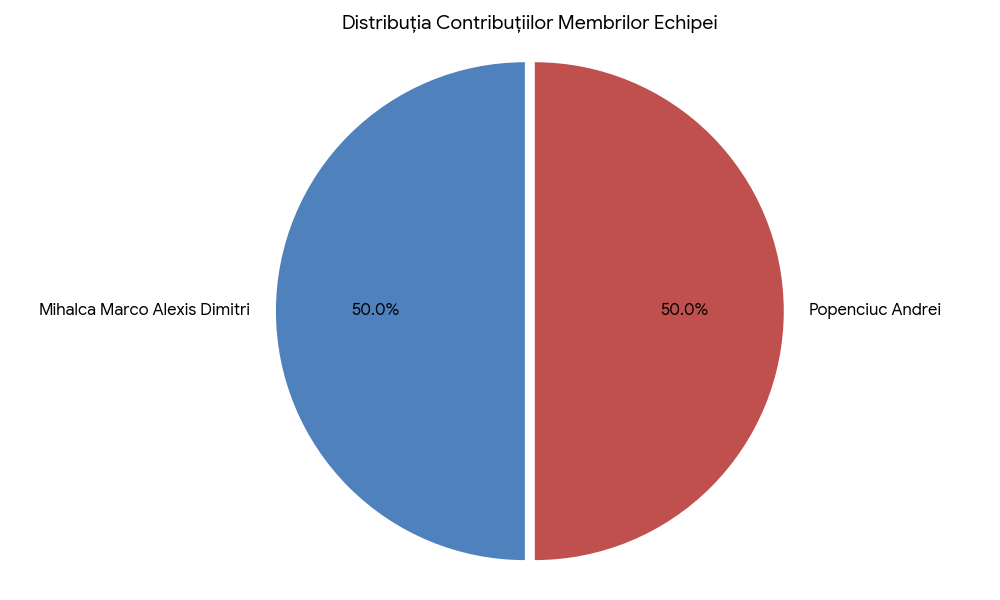 Distribuția Contribuțiilor Membrilor Echipei
Mihalca Marco Alexis Dimitri
50.0%
50.0%
Popenciuc Andrei